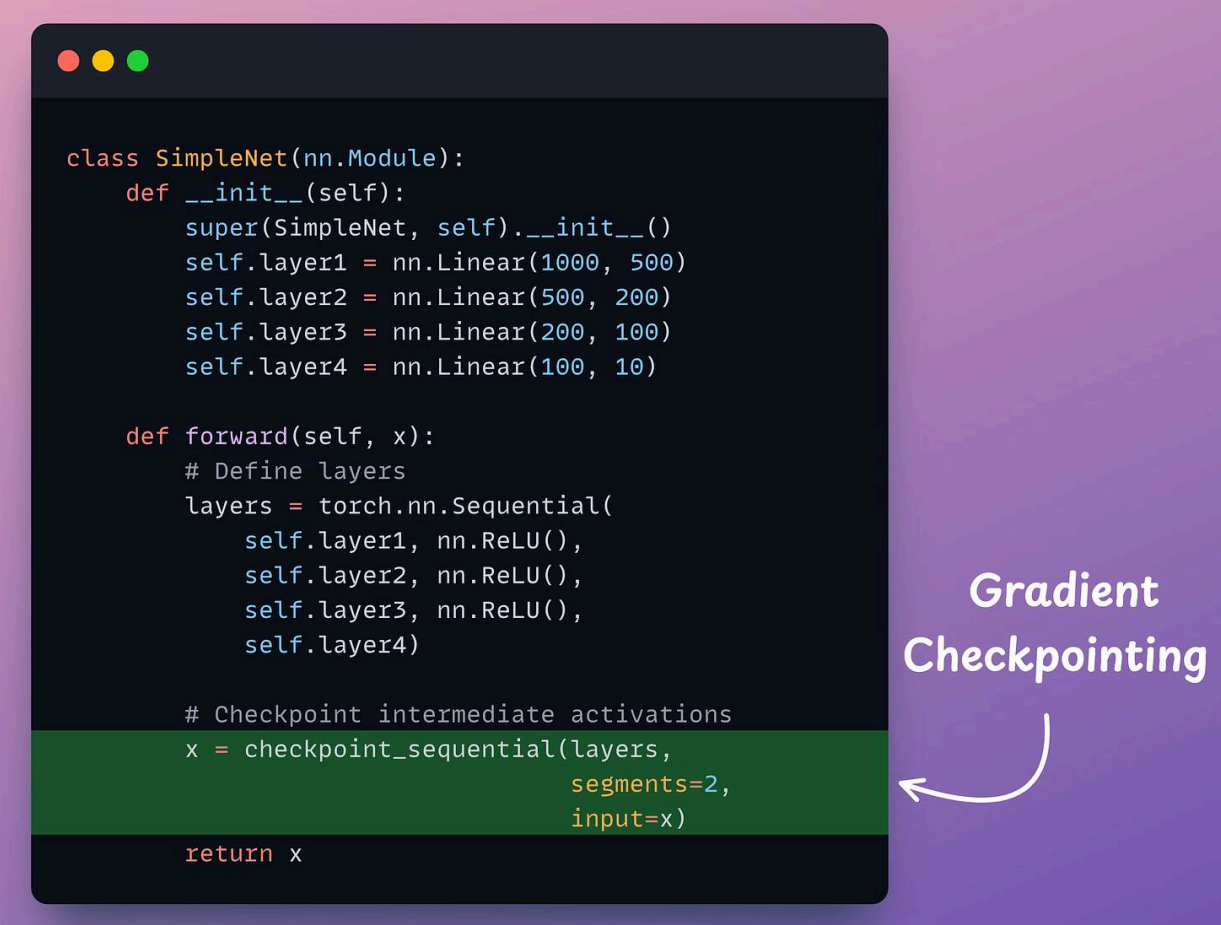 class SimpleNet(nn.Module):
    def __init__(self):
        super(SimpleNet, self).__init__()
        self.layer1 = nn.Linear(1000, 500)
        self.layer2 = nn.Linear(500, 200)
        self.layer3 = nn.Linear(200, 100)
        self.layer4 = nn.Linear(100, 10)

    def forward(self, x):
        # Define layers
        layers = torch.nn.Sequential(
            self.layer1, nn.ReLU(),
            self.layer2, nn.ReLU(),
            self.layer3, nn.ReLU(),
            self.layer4)

        # Checkpoint intermediate activations
        x = checkpoint_sequential(layers,
                                  segments=2,
                                  input=x)
        return x
Gradient
Checkpointing